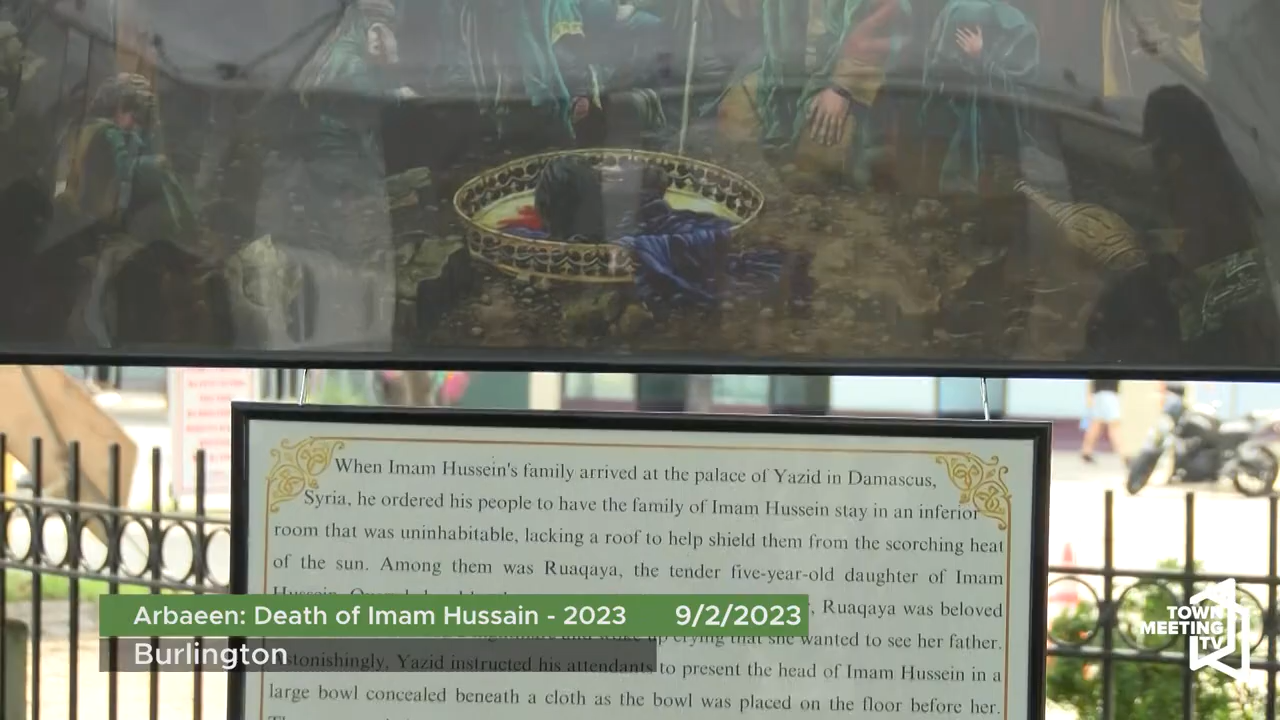 When Imam Hussein's family arrived at the palace of Yazid in Damascus,
Syria, he ordered his people to have the family of Imam Hussein stay in an inferior
room that was uninhabitable, lacking a roof to help shield them from the scorching heat
of the sun. Among them was Ruaqaya, the tender five-year-old daughter of Imam
, Ruaqaya was beloved
up crying that she wanted to see her father.
stonishingly, Yazid instructed his attendants to present the head of Imam Hussein in a
large bowl concealed beneath a cloth as the bowl was placed on the floor before her.
Arbaeen: Death of Imam Hussain - 2023 9/2/2023
Burlington
TOWN
MEETING
TV